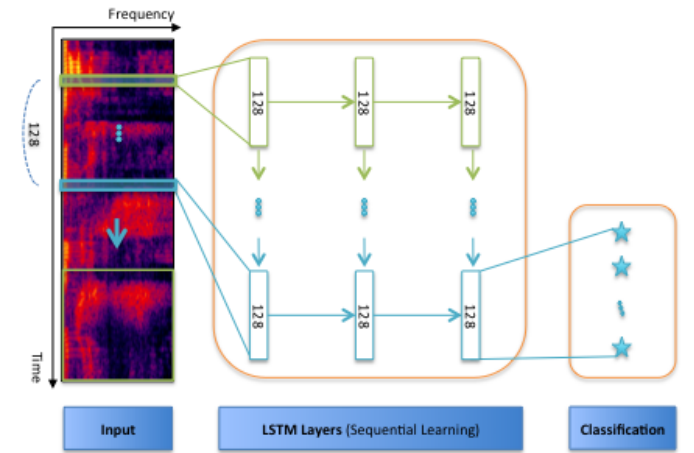 Frequency
128
128
128
128
128
128
128
Time
Input
LSTM Layers (Sequential Learning)
Classification